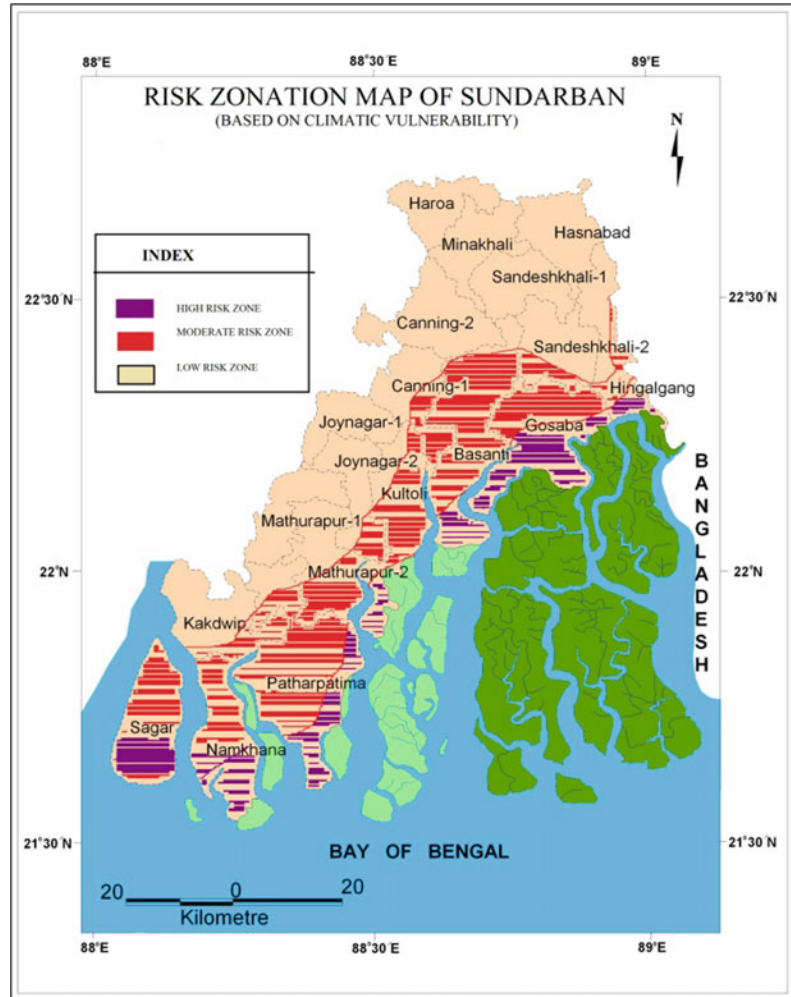 88°E 88°30´E 89°E
RISK ZONATION MAP OF SUNDARBAN
(BASED ON CLIMATIC VULNERABILITY)
N
INDEX
HIGH RISK ZONE
MODERATE RISK ZONE
LOW RISK ZONE
Haroa
Minakhali
Hasnabad
Sandeshkhali-1
22°30´N 22°30´N
Canning-2
Sandeshkhali-2
Canning-1
Hingalgang
Joynagar-1
Gosaba
Basanti
Joynagar-2
Kultoli
Mathurapur-1
BANGLADESH
22°N 22°N
Mathurapur-2
Kakdwip
Patharpatima
Sagar
Namkhana
21°30´N 21°30´N
BAY OF BENGAL
20 0 20
Kilometre
88°E 88°30´E 89°E